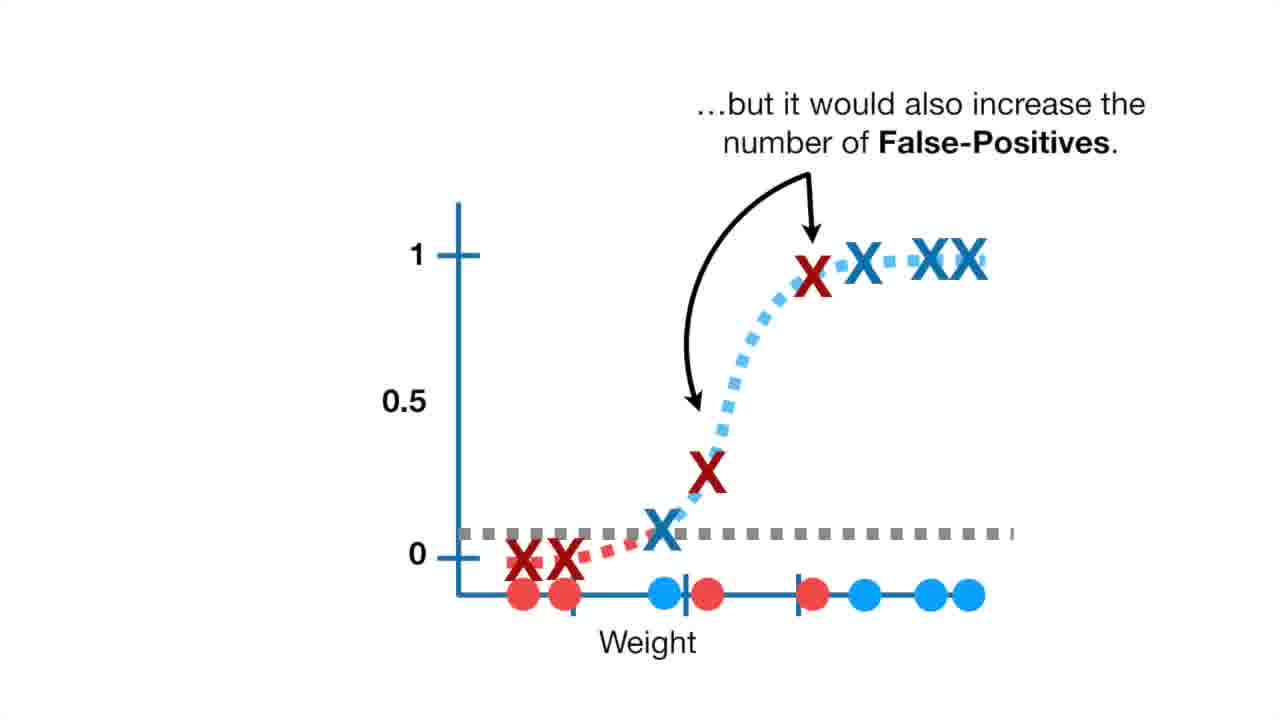 …but it would also increase the
number of False-Positives.
1
X X X X
0.5
X
X
0
X X
Weight